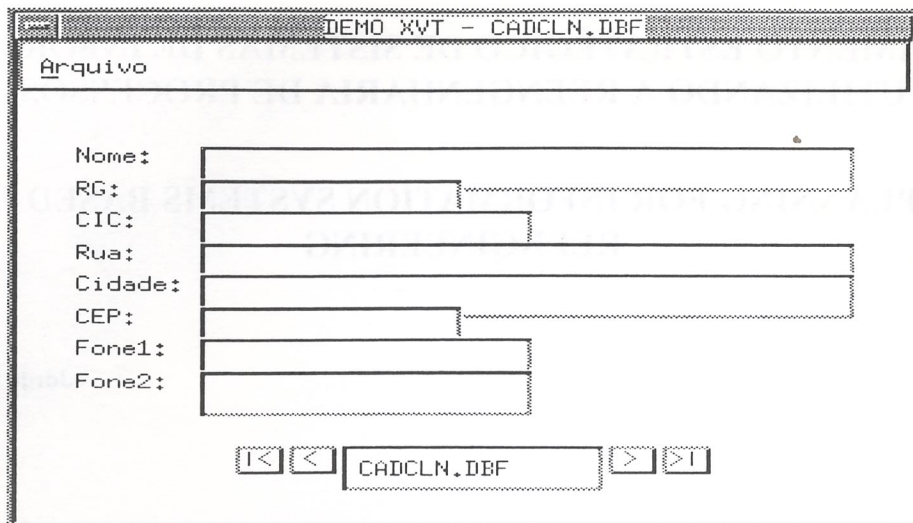 DEMO XVT - CADCLN.DBF
Arquivo
Nome:
RG:
CIC:
Rua:
Cidade:
CEP:
Fone1:
Fone2:
|< < CADCLN.DBF > >|